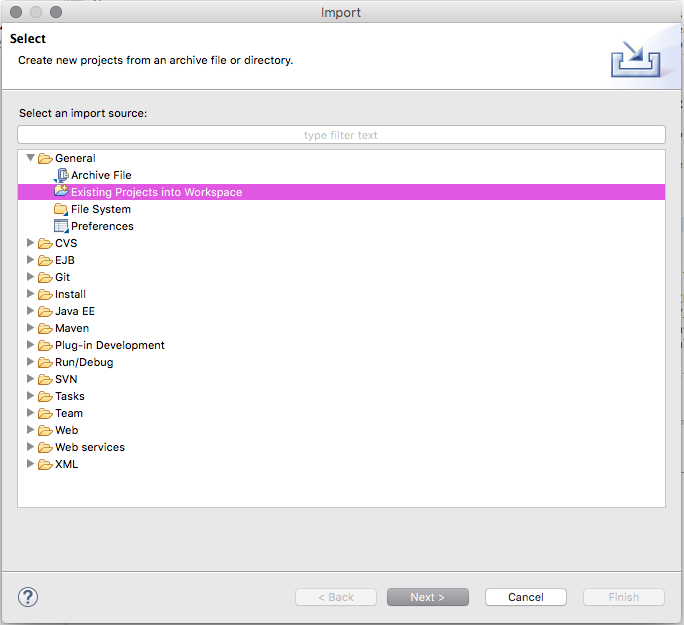 Import
Select
Create new projects from an archive file or directory.
Select an import source:
type filter text
General
Archive File
Existing Projects into Workspace
File System
Preferences
CVS
EJB
Git
Install
Java EE
Maven
Plug-in Development
Run/Debug
SVN
Tasks
Team
Web
Web services
XML
? < Back Next > Cancel Finish